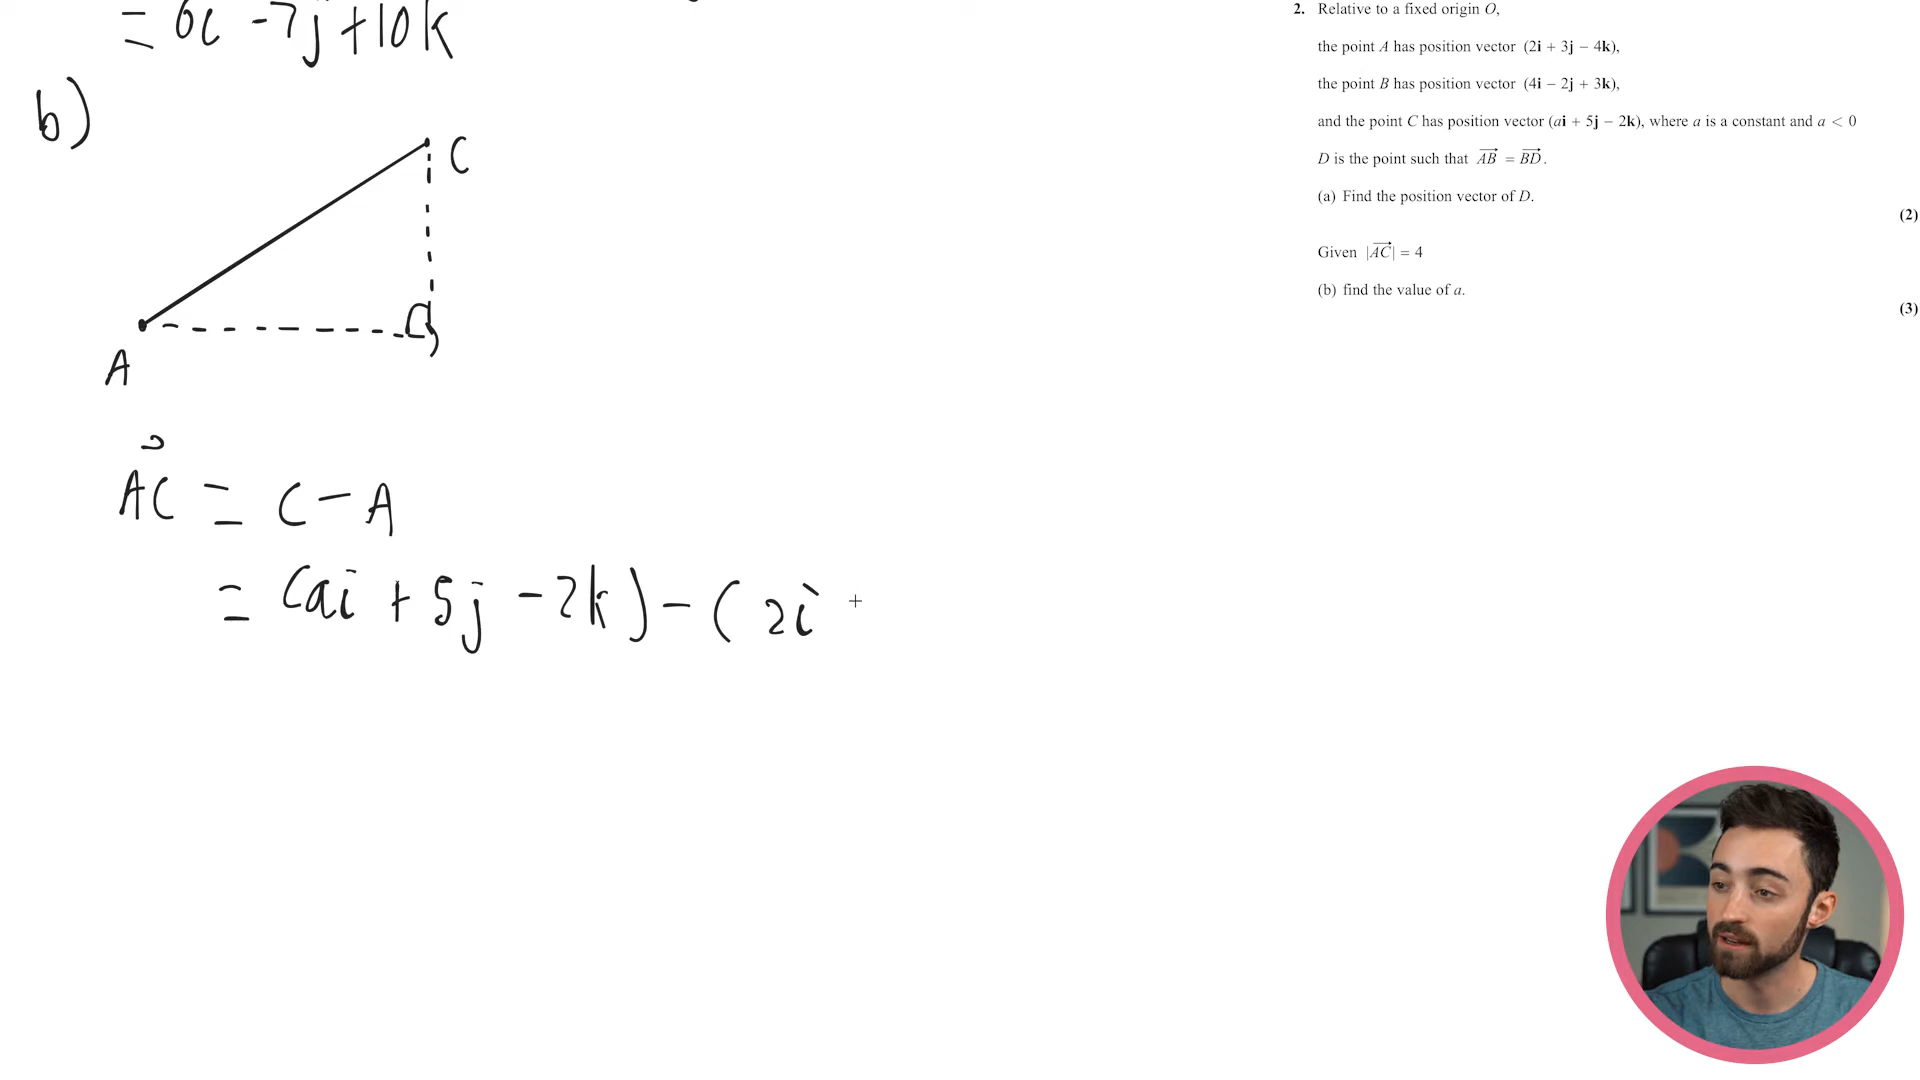 = 6i - 7j + 10k
b)
C
A
AC = C - A
= (ai + 5j - 2k) - (2i +
2. Relative to a fixed origin O,
the point A has position vector (2i + 3j − 4k),
the point B has position vector (4i − 2j + 3k),
and the point C has position vector (ai + 5j − 2k), where a is a constant and a < 0
D is the point such that AB = BD.
(a) Find the position vector of D.
(2)
Given |AC| = 4
(b) find the value of a.
(3)